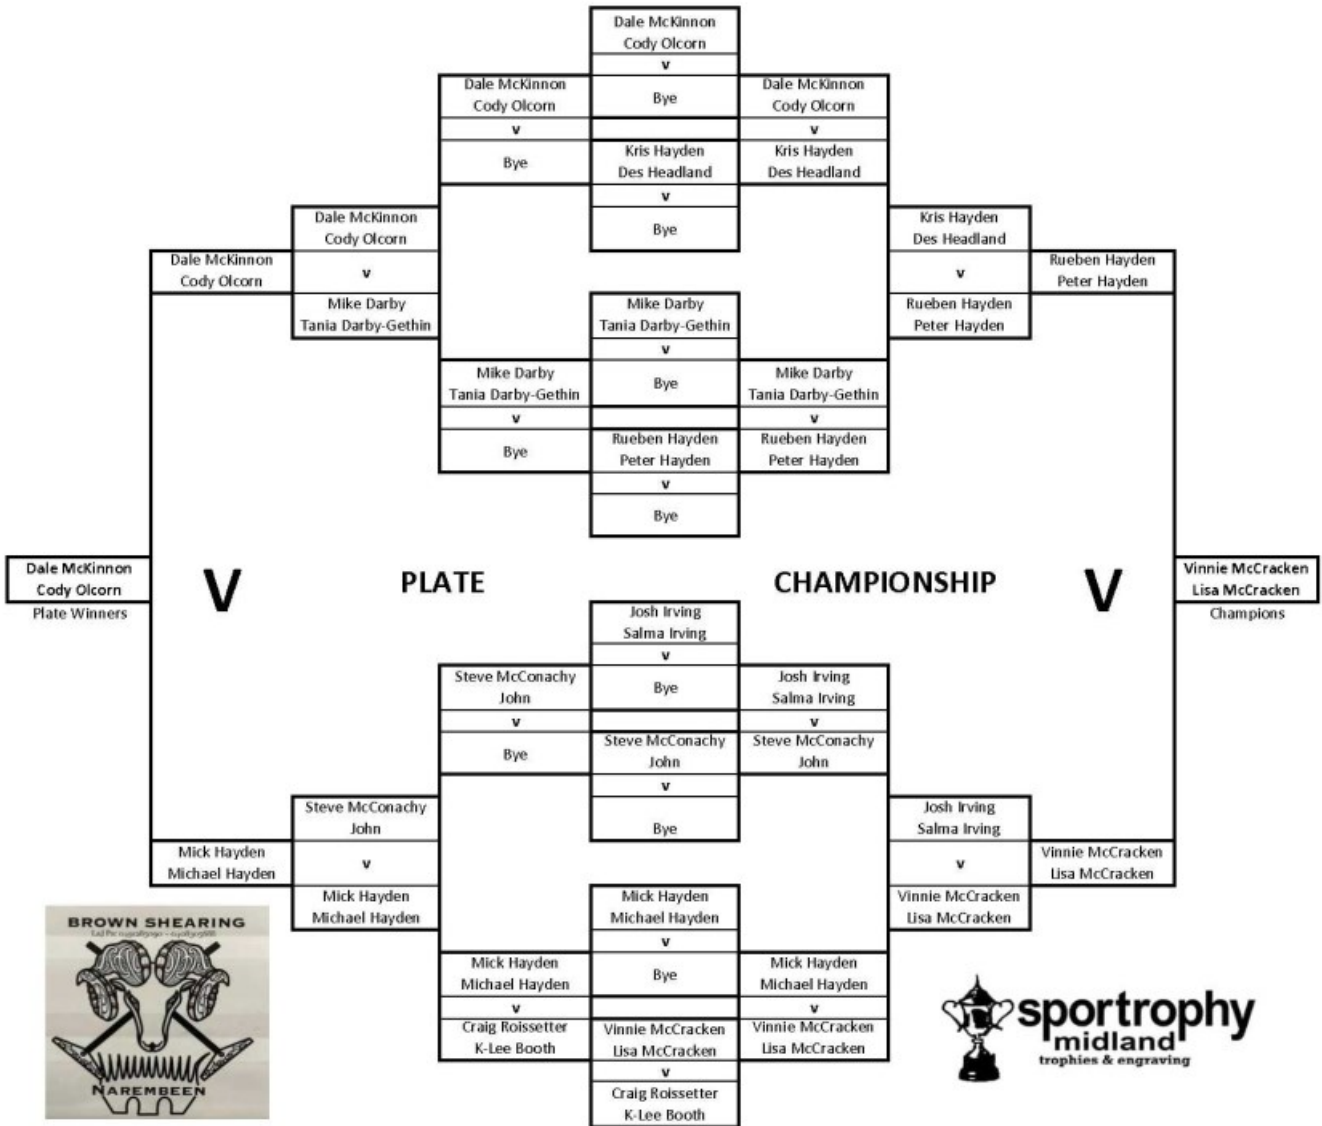 Dale McKinnon
Cody Olcorn
v
Bye
Kris Hayden
Des Headland
v
Bye
Dale McKinnon
Cody Olcorn
v
Bye
Dale McKinnon
Cody Olcorn
v
Kris Hayden
Des Headland
Dale McKinnon
Cody Olcorn
v
Mike Darby
Tania Darby-Gethin
Kris Hayden
Des Headland
v
Rueben Hayden
Peter Hayden
Dale McKinnon
Cody Olcorn
Rueben Hayden
Peter Hayden
Mike Darby
Tania Darby-Gethin
v
Bye
Rueben Hayden
Peter Hayden
v
Bye
Mike Darby
Tania Darby-Gethin
v
Bye
Mike Darby
Tania Darby-Gethin
v
Rueben Hayden
Peter Hayden
Dale McKinnon
Cody Olcorn
Plate Winners
V
PLATE
CHAMPIONSHIP
V
Vinnie McCracken
Lisa McCracken
Champions
Josh Irving
Salma Irving
v
Bye
Steve McConachy
John
v
Bye
Steve McConachy
John
v
Bye
Josh Irving
Salma Irving
v
Steve McConachy
John
Steve McConachy
John
v
Mick Hayden
Michael Hayden
Josh Irving
Salma Irving
v
Vinnie McCracken
Lisa McCracken
Mick Hayden
Michael Hayden
Vinnie McCracken
Lisa McCracken
Mick Hayden
Michael Hayden
v
Bye
Vinnie McCracken
Lisa McCracken
v
Craig Roissetter
K-Lee Booth
Mick Hayden
Michael Hayden
v
Craig Roissetter
K-Lee Booth
Mick Hayden
Michael Hayden
v
Vinnie McCracken
Lisa McCracken
BROWN SHEARING
NAREMBEEN
sportrophy
midland
trophies & engraving